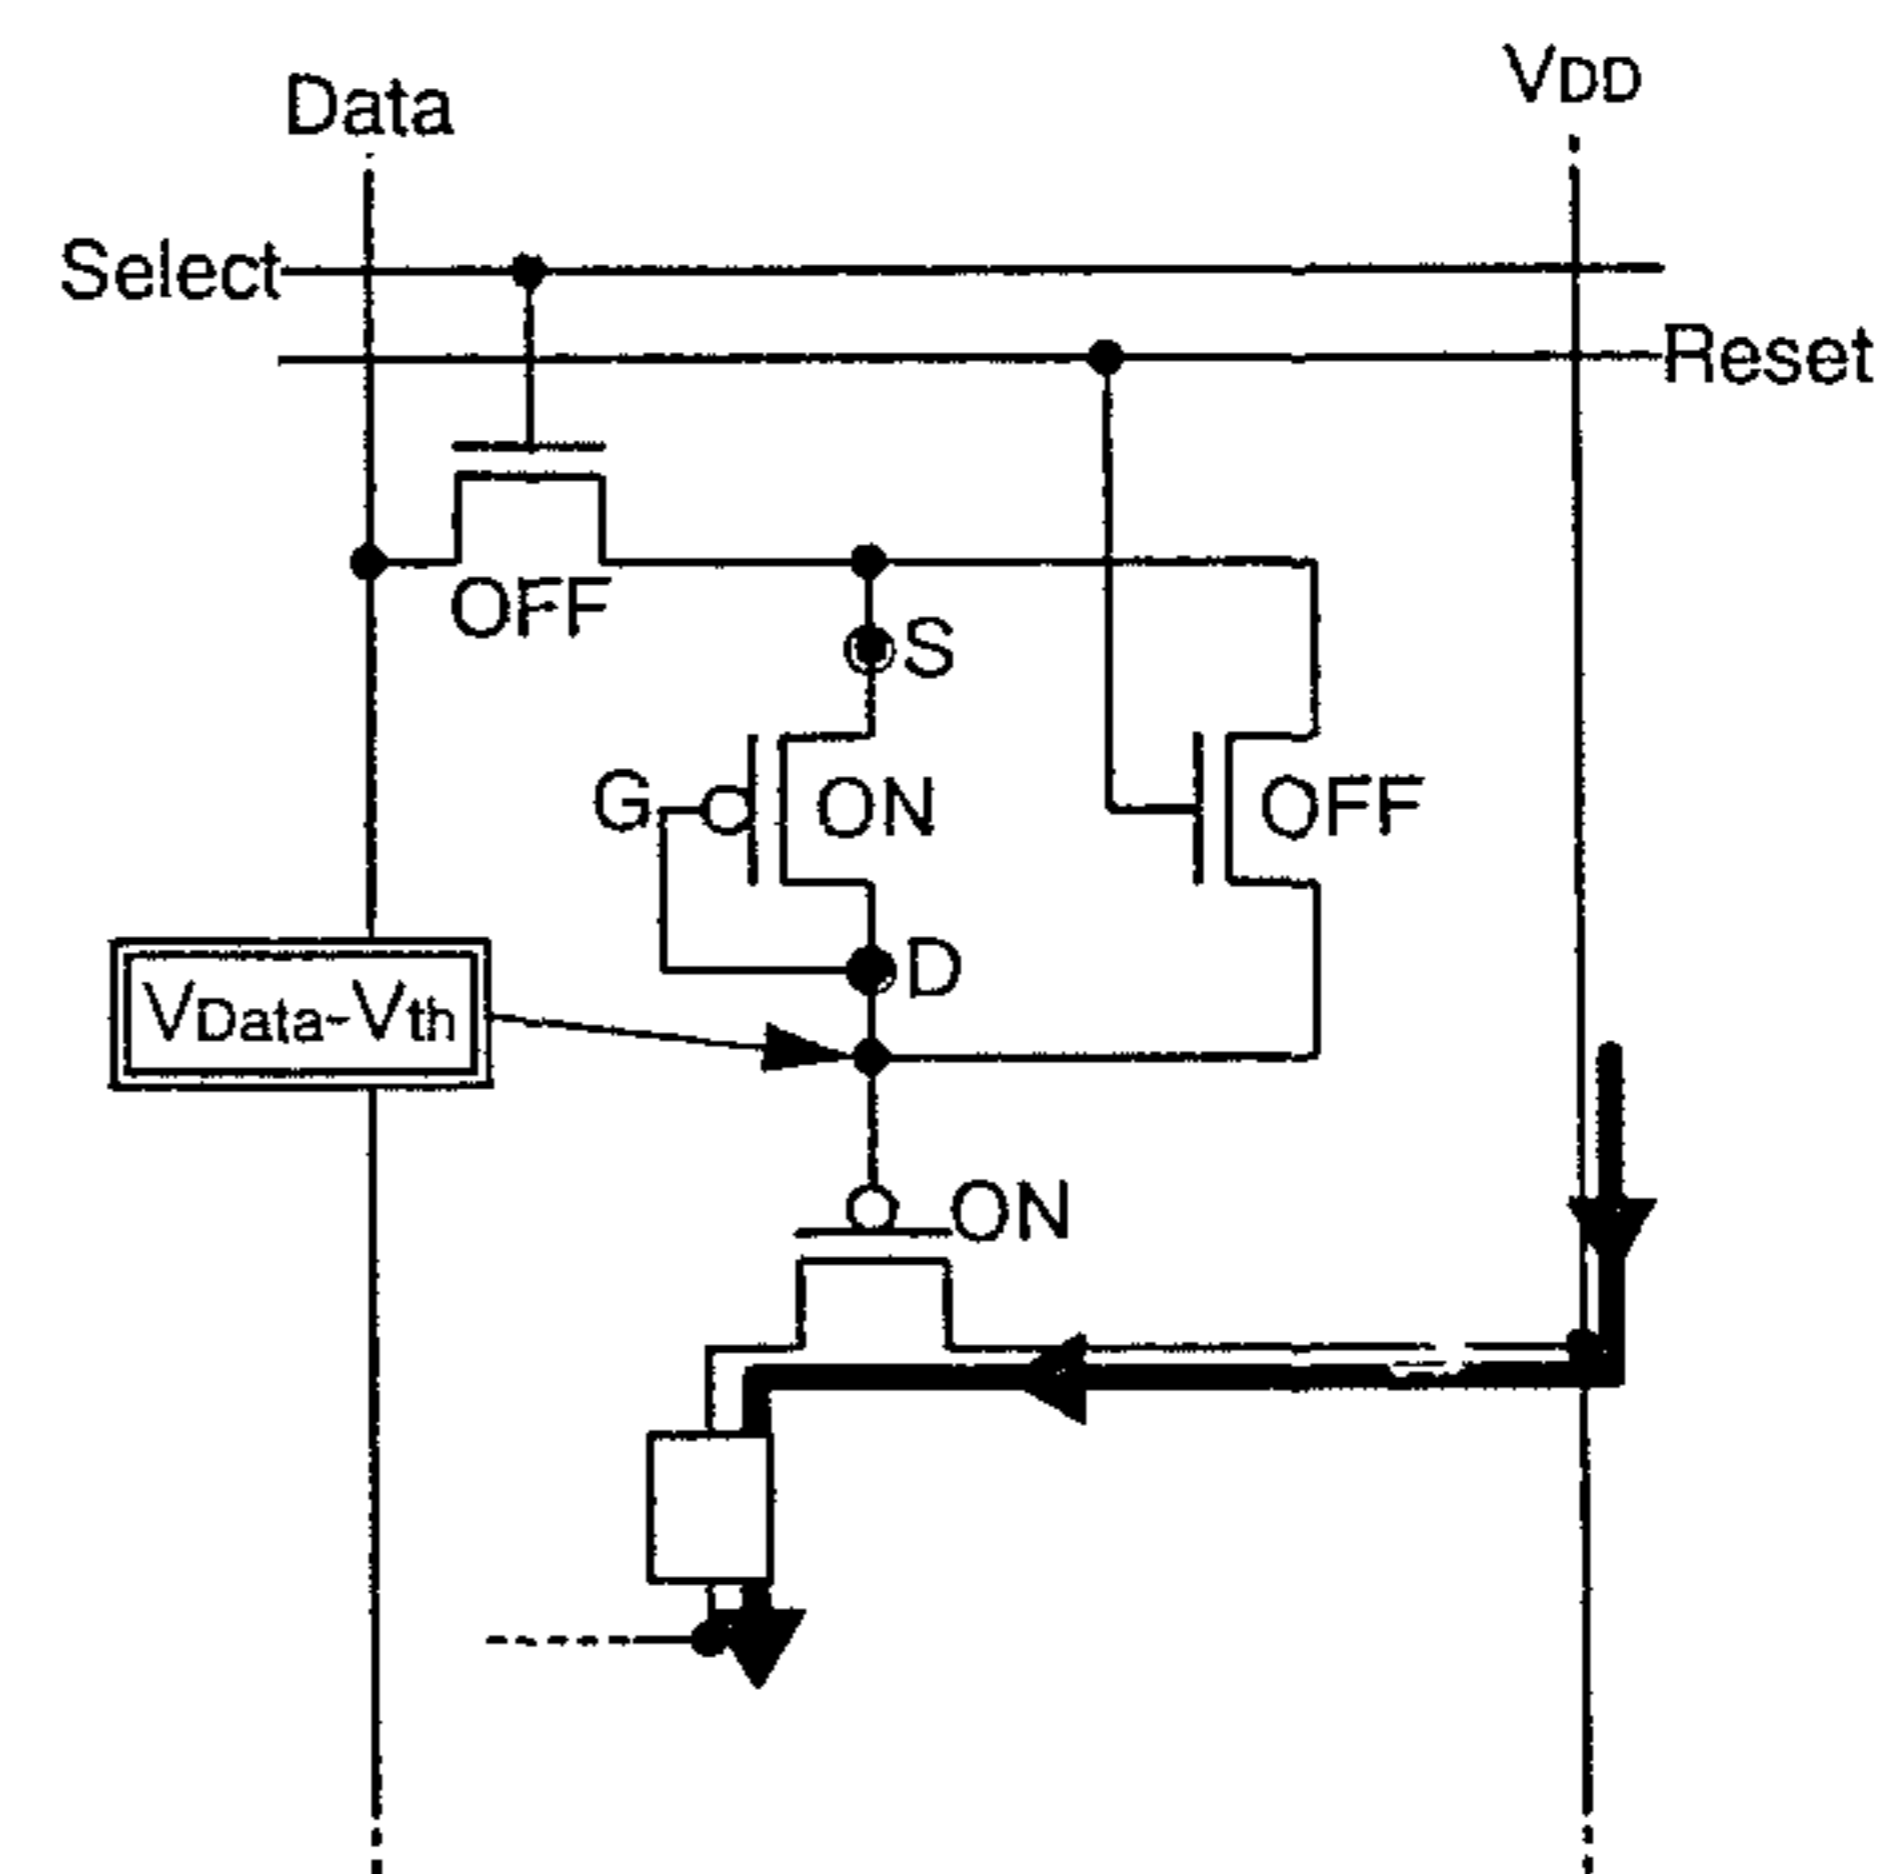 VDD
Data
Select
Reset
OFF
S
G
ON
OFF
D
VData-Vth
ON